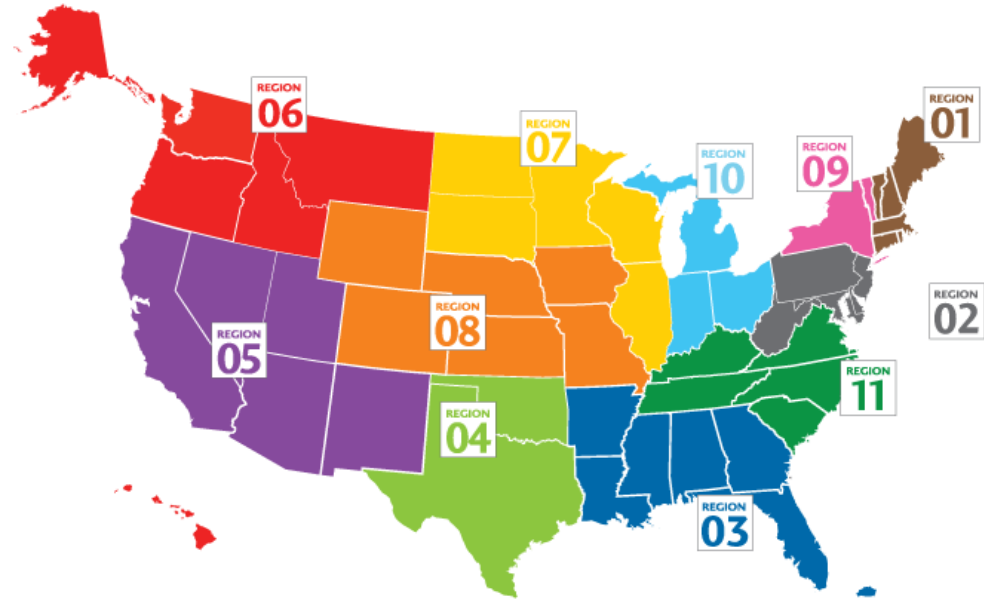 REGION
06
REGION
07
REGION
10
REGION
09
REGION
01
REGION
05
REGION
08
REGION
02
REGION
04
REGION
11
REGION
03